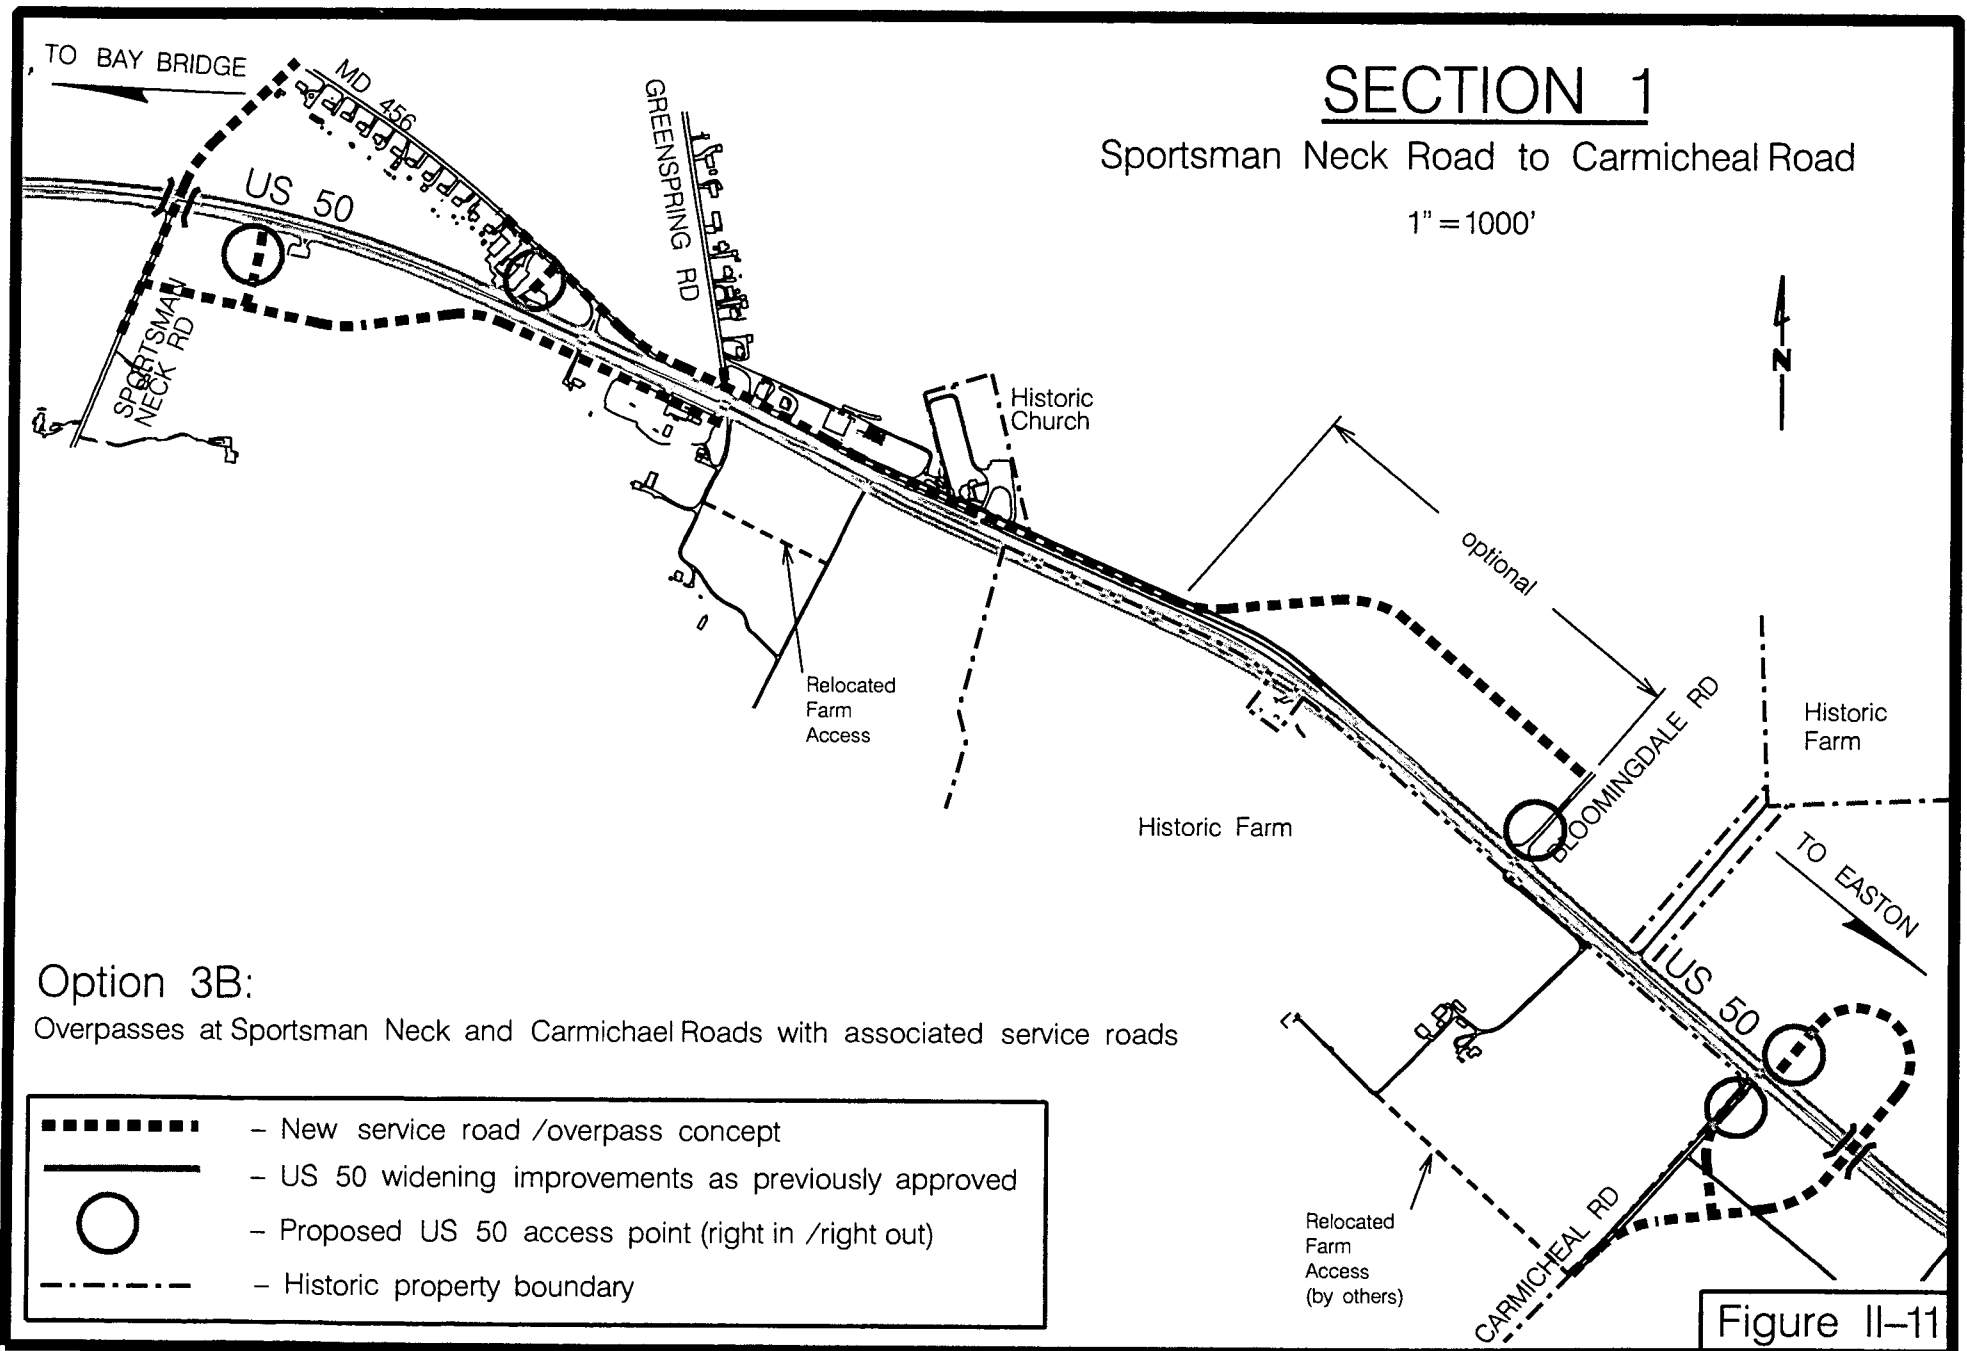 TO BAY BRIDGE
MD 456
GREENSPRING RD
SECTION 1
Sportsman Neck Road to Carmicheal Road
1"=1000'
US 50
N
SPORTSMAN
NECK RD
Historic
Church
optional
Relocated
Farm
Access
BLOOMINGDALE RD
Historic
Farm
Historic Farm
TO EASTON
US 50
Option 3B:
Overpasses at Sportsman Neck and Carmichael Roads with associated service roads
- New service road /overpass concept
- US 50 widening improvements as previously approved
- Proposed US 50 access point (right in /right out)
- Historic property boundary
Relocated
Farm
Access
(by others)
CARMICHEAL RD
Figure II-11